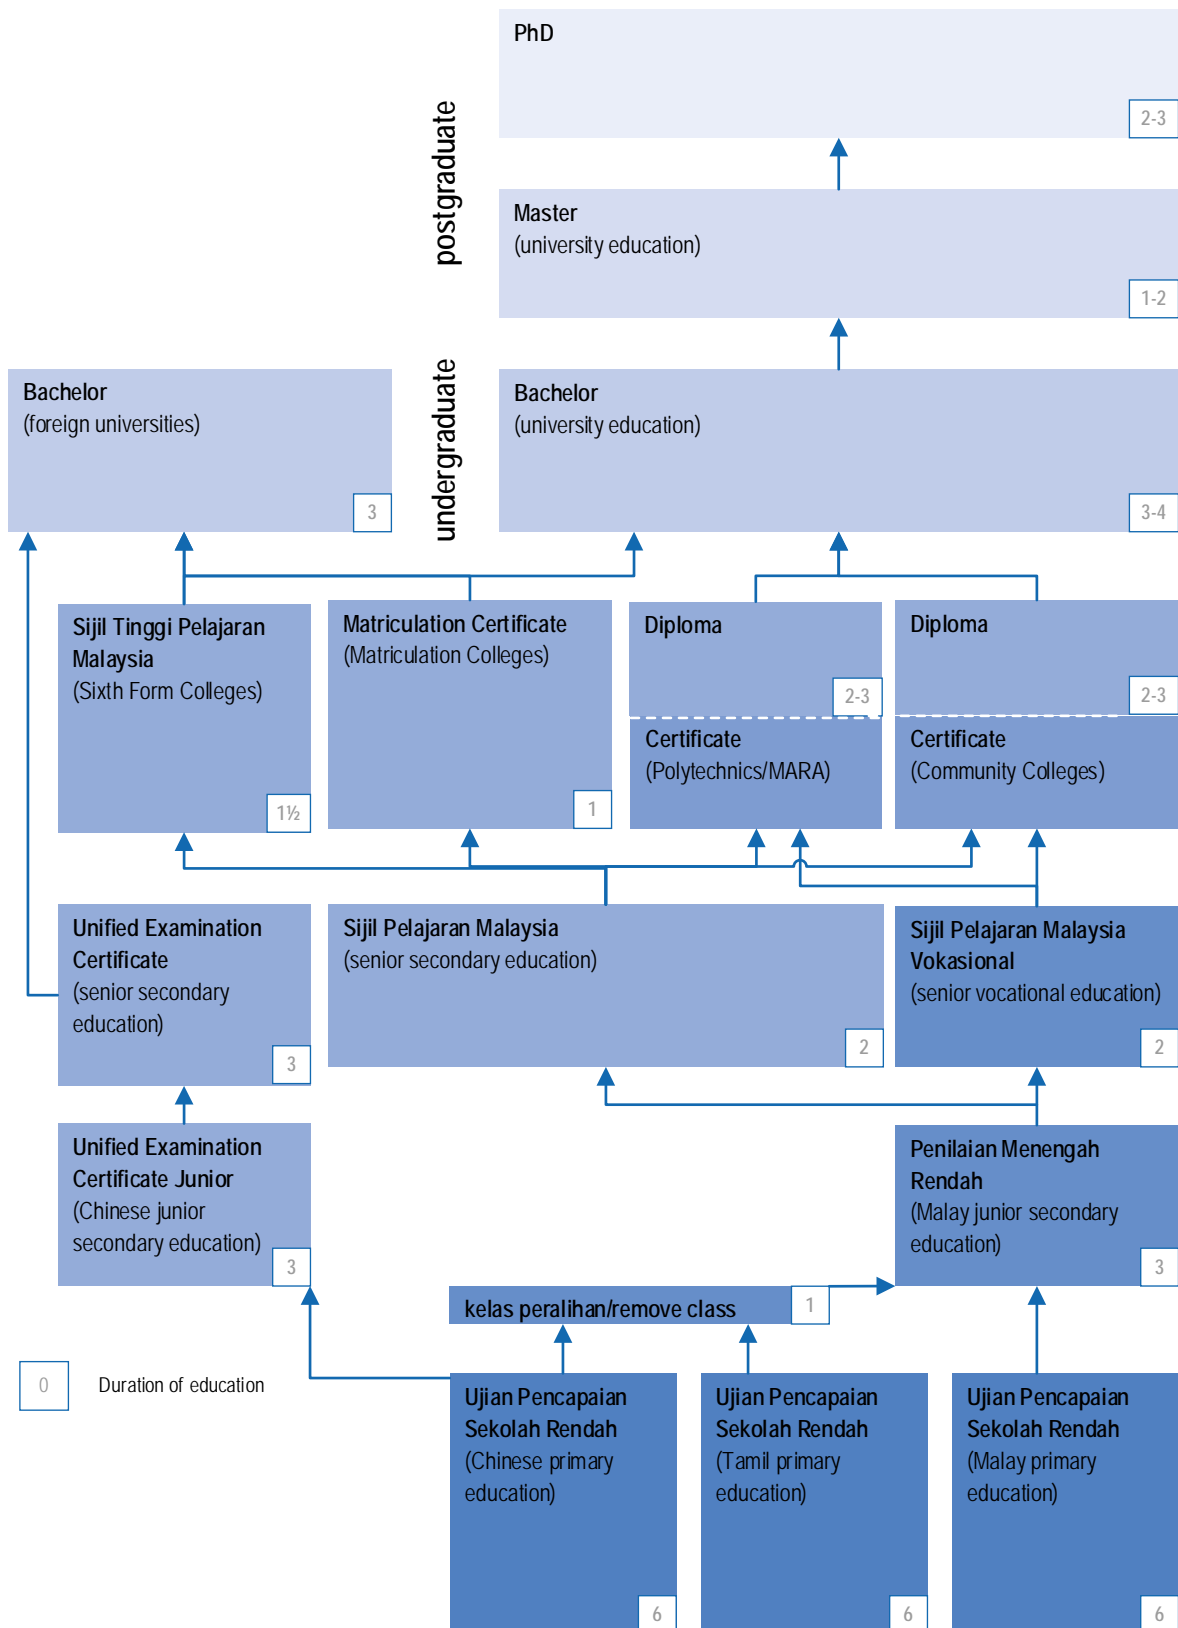 PhD
2-3
postgraduate
Master
(university education)
1-2
undergraduate
Bachelor
(foreign universities)
3
Bachelor
(university education)
3-4
Sijil Tinggi Pelajaran
Malaysia
(Sixth Form Colleges)
1½
Matriculation Certificate
(Matriculation Colleges)
1
Diploma
2-3
Certificate
(Polytechnics/MARA)
Diploma
2-3
Certificate
(Community Colleges)
Unified Examination
Certificate
(senior secondary
education)
3
Sijil Pelajaran Malaysia
(senior secondary education)
2
Sijil Pelajaran Malaysia
Vokasional
(senior vocational education)
2
Unified Examination
Certificate Junior
(Chinese junior
secondary education)
3
Penilaian Menengah
Rendah
(Malay junior secondary
education)
3
kelas peralihan/remove class
1
0
Duration of education
Ujian Pencapaian
Sekolah Rendah
(Chinese primary
education)
6
Ujian Pencapaian
Sekolah Rendah
(Tamil primary
education)
6
Ujian Pencapaian
Sekolah Rendah
(Malay primary
education)
6